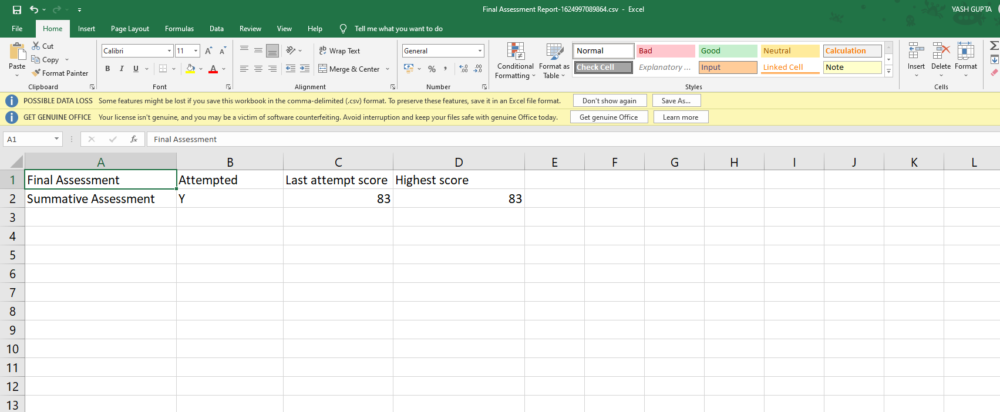 Final Assessment Report-1624997089864.csv - Excel
YASH GUPTA
File Home Insert Page Layout Formulas Data Review View Help Tell me what you want to do
Paste
Cut
Copy
Format Painter
Clipboard
Calibri 11
B I U
Font
Wrap Text
Merge & Center
Alignment
General
% ,
Number
Conditional Formatting
Format as Table
Normal Bad Good Neutral Calculation
Check Cell Explanatory ... Input Linked Cell Note
Styles
Insert Delete Format
Cells
POSSIBLE DATA LOSS Some features might be lost if you save this workbook in the comma-delimited (.csv) format. To preserve these features, save it in an Excel file format. Don't show again Save As...
GET GENUINE OFFICE Your license isn't genuine, and you may be a victim of software counterfeiting. Avoid interruption and keep your files safe with genuine Office today. Get genuine Office Learn more
A1 fx Final Assessment
A B C D E F G H I J K L
1 Final Assessment Attempted Last attempt score Highest score
2 Summative Assessment Y 83 83
3
4
5
6
7
8
9
10
11
12
13